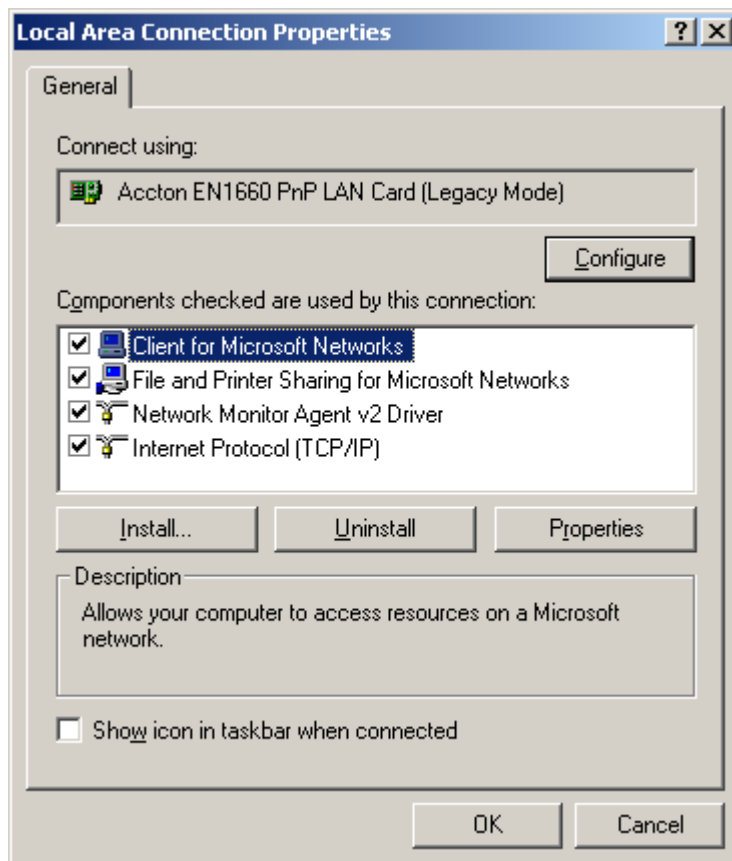 Local Area Connection Properties
General
Connect using:
Accton EN1660 PnP LAN Card (Legacy Mode)
Configure
Components checked are used by this connection:
Client for Microsoft Networks
File and Printer Sharing for Microsoft Networks
Network Monitor Agent v2 Driver
Internet Protocol (TCP/IP)
Install... Uninstall Properties
Description
Allows your computer to access resources on a Microsoft
network.
Show icon in taskbar when connected
OK Cancel